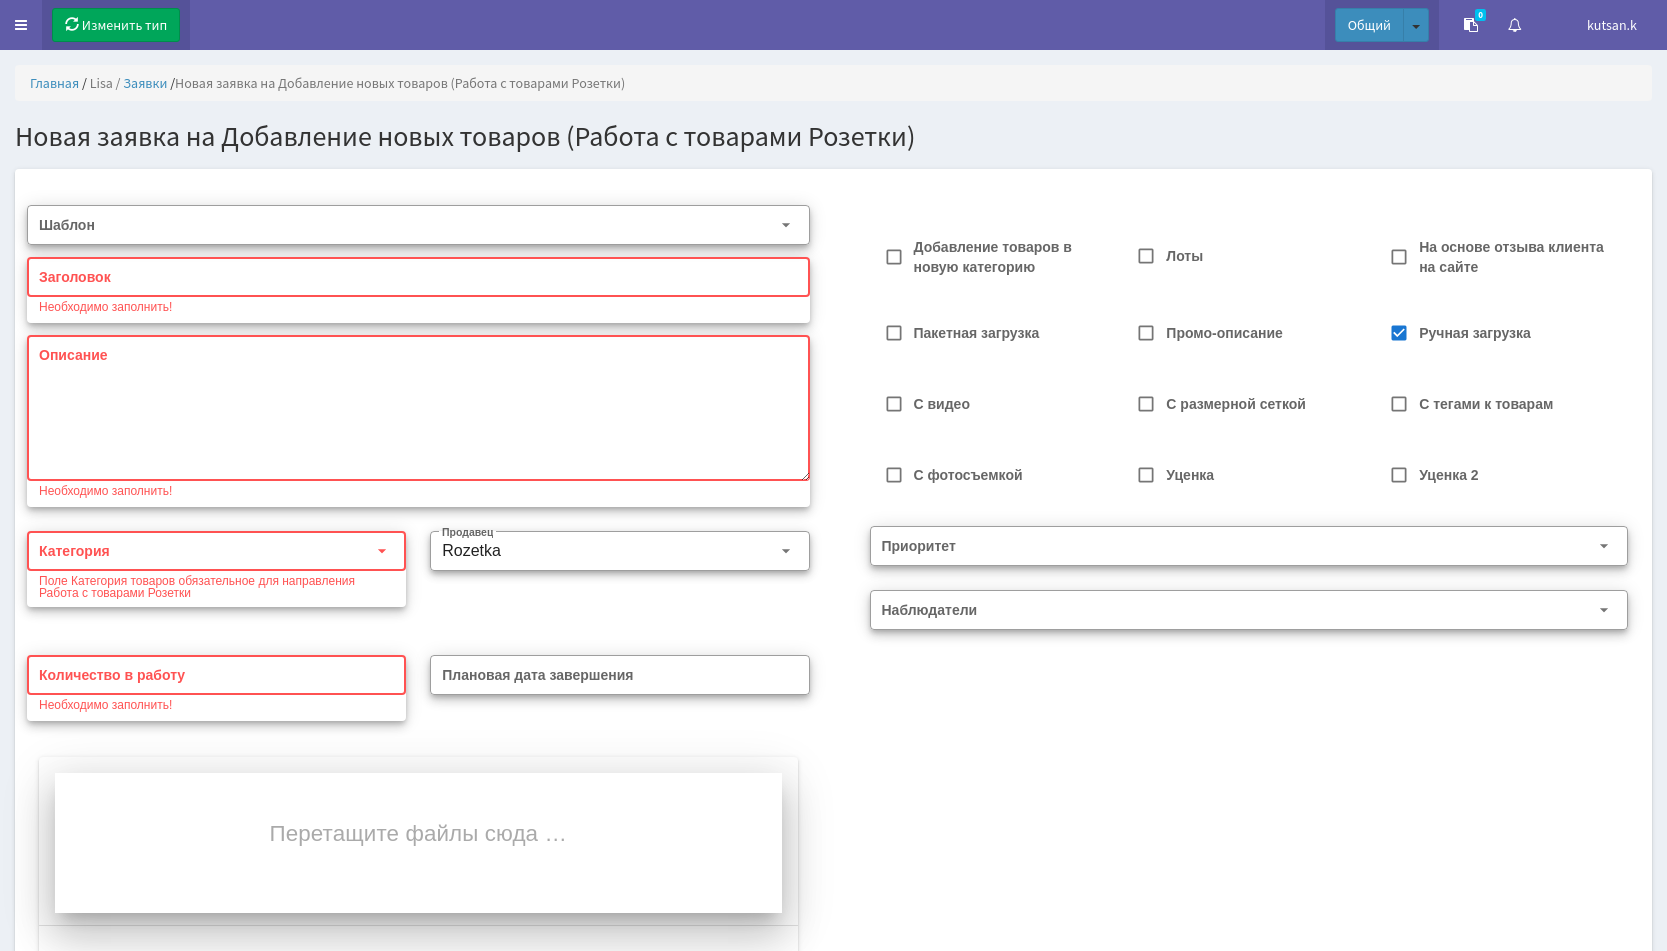 Изменить тип
Общий
0
kutsan.k
Главная / Lisa / Заявки /Новая заявка на Добавление новых товаров (Работа с товарами Розетки)
Новая заявка на Добавление новых товаров (Работа с товарами Розетки)
Шаблон
Заголовок
Необходимо заполнить!
Описание
Необходимо заполнить!
Категория
Поле Категория товаров обязательное для направления
Работа с товарами Розетки
Продавец
Rozetka
Количество в работу
Необходимо заполнить!
Плановая дата завершения
Перетащите файлы сюда …
Добавление товаров в
новую категорию
Лоты
На основе отзыва клиента
на сайте
Пакетная загрузка
Промо-описание
Ручная загрузка
С видео
С размерной сеткой
С тегами к товарам
С фотосъемкой
Уценка
Уценка 2
Приоритет
Наблюдатели